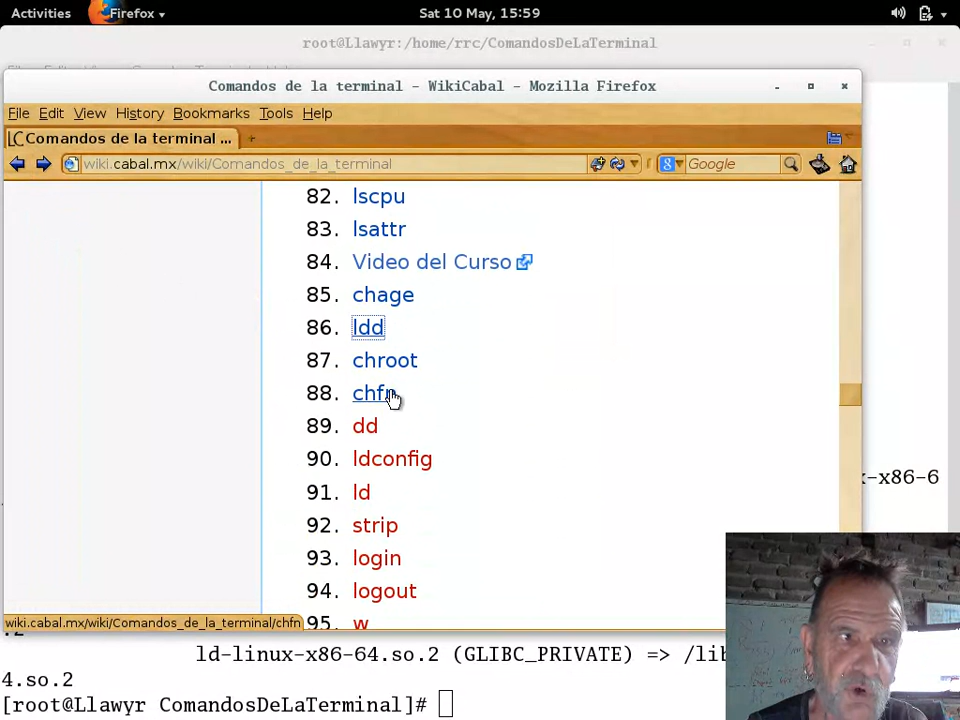 Activities Firefox Sat 10 May, 15:59
root@Llawyr:/home/rrc/ComandosDeLaTerminal
Comandos de la terminal - WikiCabal - Mozilla Firefox
File Edit View History Bookmarks Tools Help
Comandos de la terminal ...
wiki.cabal.mx/wiki/Comandos_de_la_terminal Google
82. lscpu
83. lsattr
84. Video del Curso
85. chage
86. ldd
87. chroot
88. chfn
89. dd
90. ldconfig
x-x86-6
91. ld
92. strip
93. login
94. logout
95. w
wiki.cabal.mx/wiki/Comandos_de_la_terminal/chfn
ld-linux-x86-64.so.2 (GLIBC_PRIVATE) => /lib
4.so.2
[root@Llawyr ComandosDeLaTerminal]#